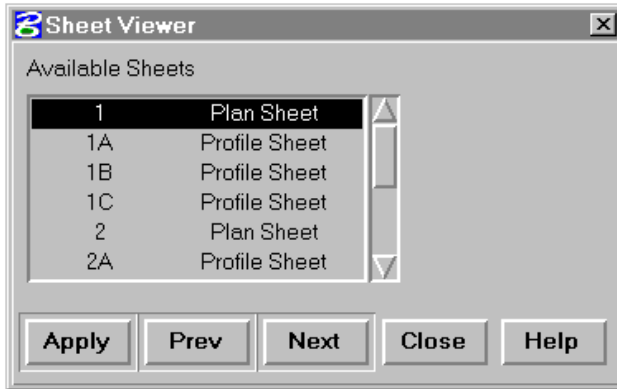 Sheet Viewer
Available Sheets
1 Plan Sheet
1A Profile Sheet
1B Profile Sheet
1C Profile Sheet
2 Plan Sheet
2A Profile Sheet
Apply Prev Next Close Help